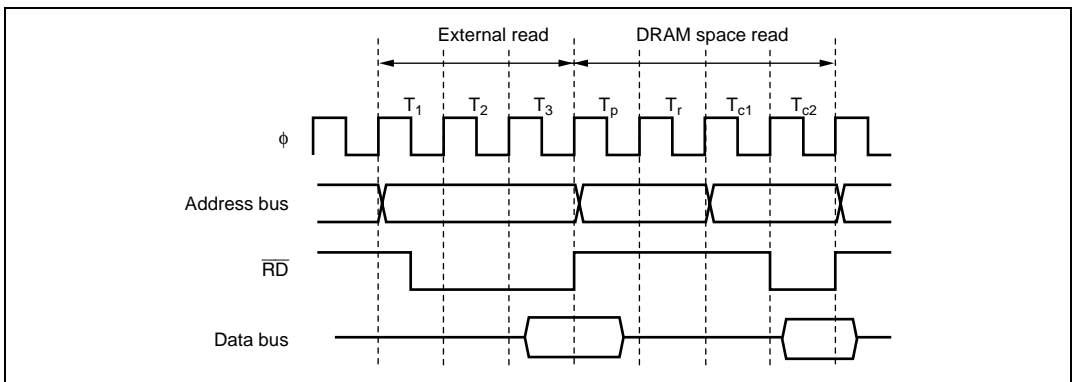 External read DRAM space read
T1 T2 T3 Tp Tr Tc1 Tc2
ϕ
Address bus
RD
Data bus